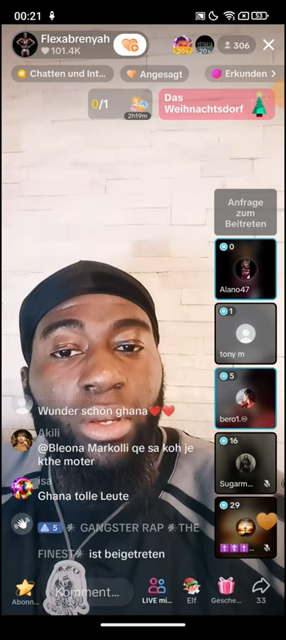 00:21
53
Flexabrenyah
101.4K
306
20+
Chatten und Int...
Angesagt
Erkunden
0/1
2h19m
Das
Weihnachtsdorf
Anfrage
zum
Beitreten
0
Alano47
1
tony m
5
bero1.
16
Sugarm...
29
Wunder schön ghana❤️❤️
Akili
@Bleona Markolli qe sa koh je
kthe moter
isa
Ghana tolle Leute
5 GANGSTER RAP THE
FINEST ist beigetreten
Abonn...
Komment...
LIVE mi...
Elf
Gesche...
33